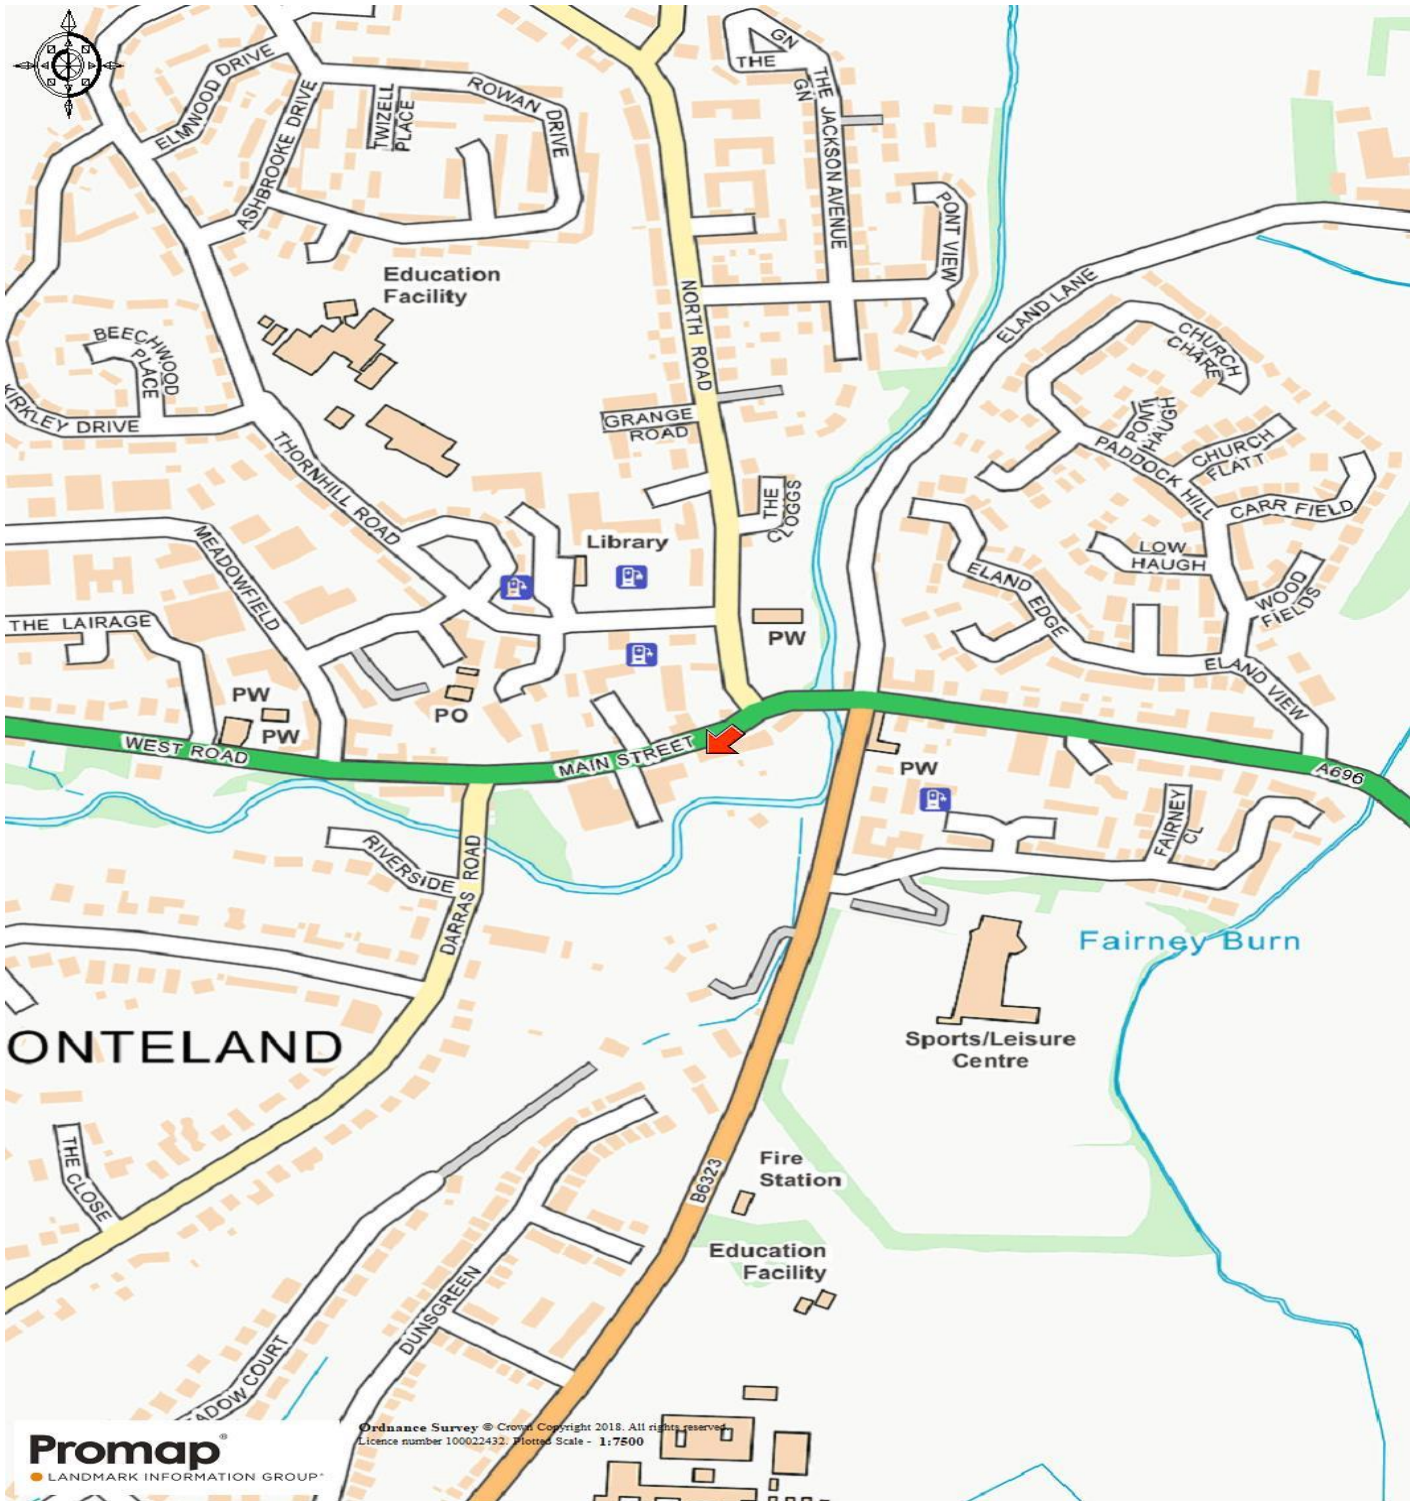 GN
THE
GN
THE JACKSON AVENUE
ELMWOOD DRIVE
ASHBROOKE DRIVE
TWIZELL
PLACE
ROWAN DRIVE
PONT VIEW
Education
Facility
NORTH ROAD
ELAND LANE
BEECHWOOD
PLACE
KIRKLEY DRIVE
CHURCH
CHARE
GRANGE
ROAD
PONT
HAUGH
CHURCH
FLATT
PADDOCK HILL
CARR FIELD
THORNHILL ROAD
THE
CLOGGS
MEADOWFIELD
Library
LOW
HAUGH
ELAND EDGE
WOOD
FIELDS
THE LAIRAGE
PW
ELAND VIEW
PW
PW
PO
WEST ROAD
MAIN STREET
PW
A696
FAIRNEY
CL
RIVERSIDE
DARRAS ROAD
Fairney Burn
Sports/Leisure
Centre
ONTELAND
THE CLOSE
B6323
Fire
Station
Education
Facility
DUNSGREEN
ADOW COURT
Promap®
LANDMARK INFORMATION GROUP®
Ordnance Survey © Crown Copyright 2018. All rights reserved.
Licence number 100022432. Plotted Scale - 1:7500